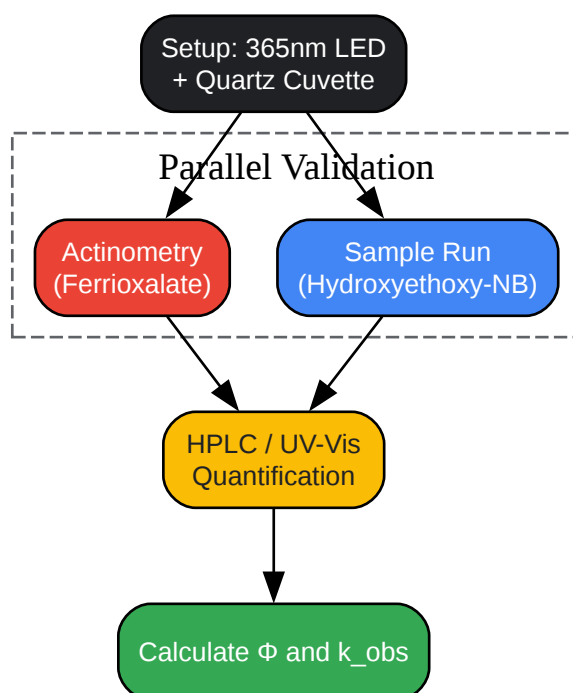 Setup: 365nm LED
+ Quartz Cuvette
Parallel Validation
Actinometry
(Ferrioxalate)
Sample Run
(Hydroxyethoxy-NB)
HPLC / UV-Vis
Quantification
Calculate Φ and k_obs